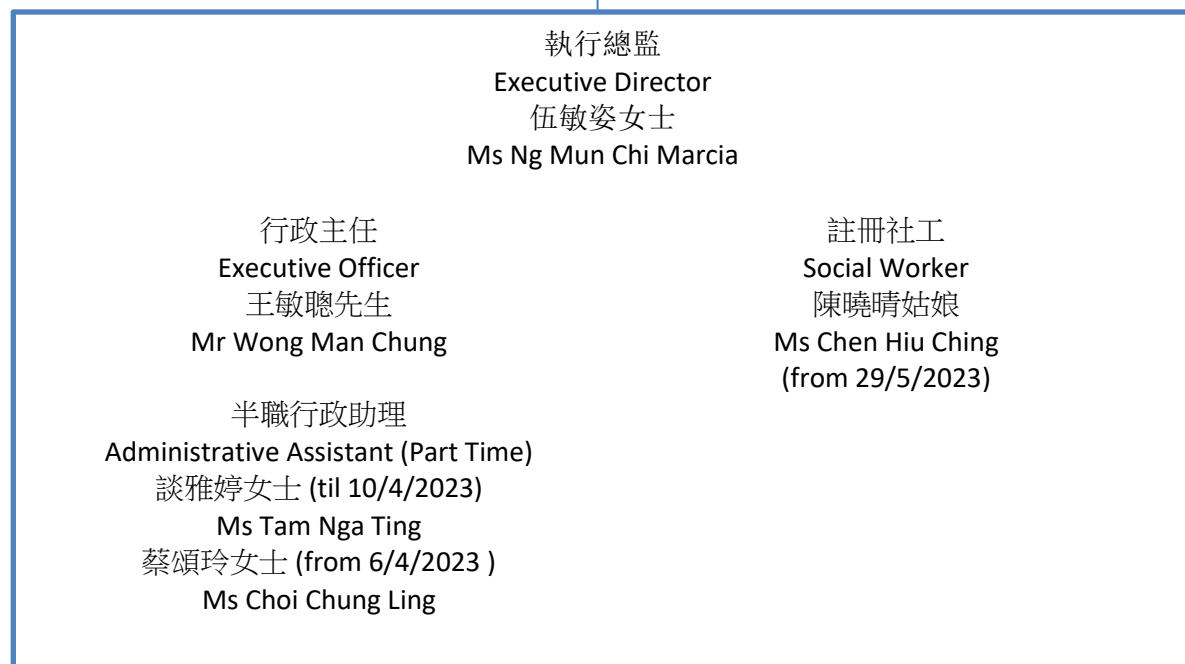 執行總監
Executive Director
伍敏姿女士
Ms Ng Mun Chi Marcia
行政主任
Executive Officer
王敏聰先生
Mr Wong Man Chung
註冊社工
Social Worker
陳曉晴姑娘
Ms Chen Hiu Ching
(from 29/5/2023)
半職行政助理
Administrative Assistant (Part Time)
談雅婷女士 (til 10/4/2023)
Ms Tam Nga Ting
蔡頌玲女士 (from 6/4/2023 )
Ms Choi Chung Ling